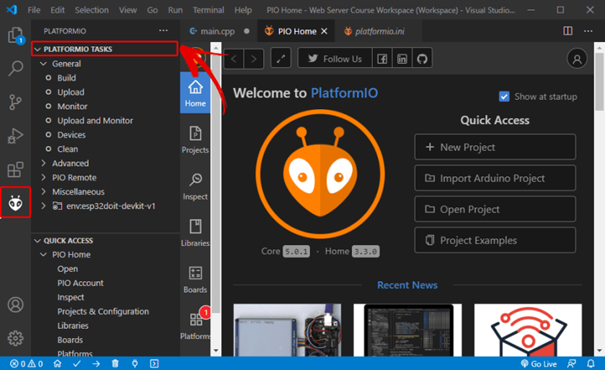 File Edit Selection View Go Run ··· PIO Home - Web Server Course Workspace (Workspace) - Visual Studio...
PLATFORMIO
main.cpp
PIO Home
platformio.ini
1
PLATFORMIO TASKS
General
Build
Upload
Monitor
Upload and Monitor
Devices
Clean
Advanced
PIO Remote
Miscellaneous
env:esp32doit-devkit-v1
QUICK ACCESS
PIO Home
Open
PIO Account
Inspect
Projects & Configuration
Libraries
Boards
Platforms
Home
Projects
Inspect
Libraries
Boards
1
Platforms
Follow Us
Welcome to PlatformIO
Show at startup
Core 5.0.1 · Home 3.3.0
Quick Access
New Project
Import Arduino Project
Open Project
Project Examples
Recent News
0 0
Go Live